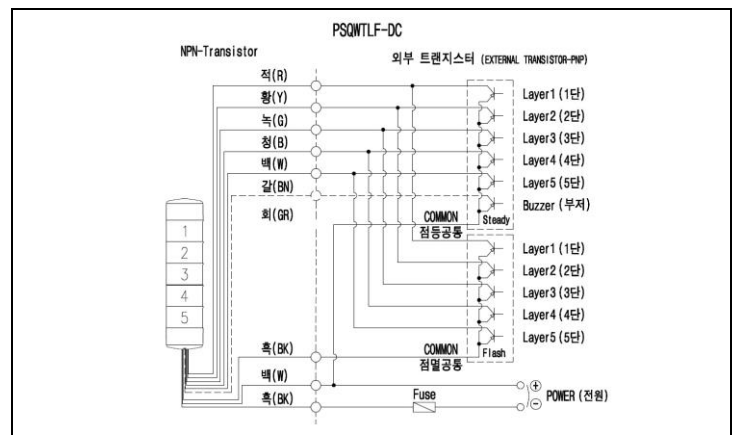 PSQWTLF-DC
NPN-Transistor
외부 트랜지스터 (EXTERNAL TRANSISTOR-PNP)
적(R)
황(Y)
녹(G)
청(B)
백(W)
갈(BN)
회(GR)
Layer1 (1단)
Layer2 (2단)
Layer3 (3단)
Layer4 (4단)
Layer5 (5단)
Buzzer (부저)
COMMON
점등공통
Steady
1
2
3
4
5
Layer1 (1단)
Layer2 (2단)
Layer3 (3단)
Layer4 (4단)
Layer5 (5단)
흑(BK)
COMMON
점멸공통
Flash
백(W)
흑(BK)
Fuse
⊕
⊖
POWER (전원)